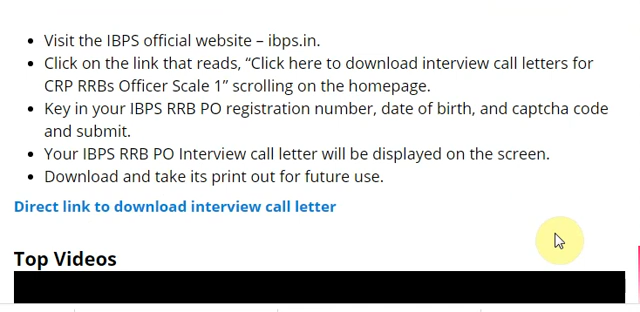 • Visit the IBPS official website – ibps.in.
• Click on the link that reads, “Click here to download interview call letters for
CRP RRBs Officer Scale 1” scrolling on the homepage.
• Key in your IBPS RRB PO registration number, date of birth, and captcha code
and submit.
• Your IBPS RRB PO Interview call letter will be displayed on the screen.
• Download and take its print out for future use.
Direct link to download interview call letter
Top Videos